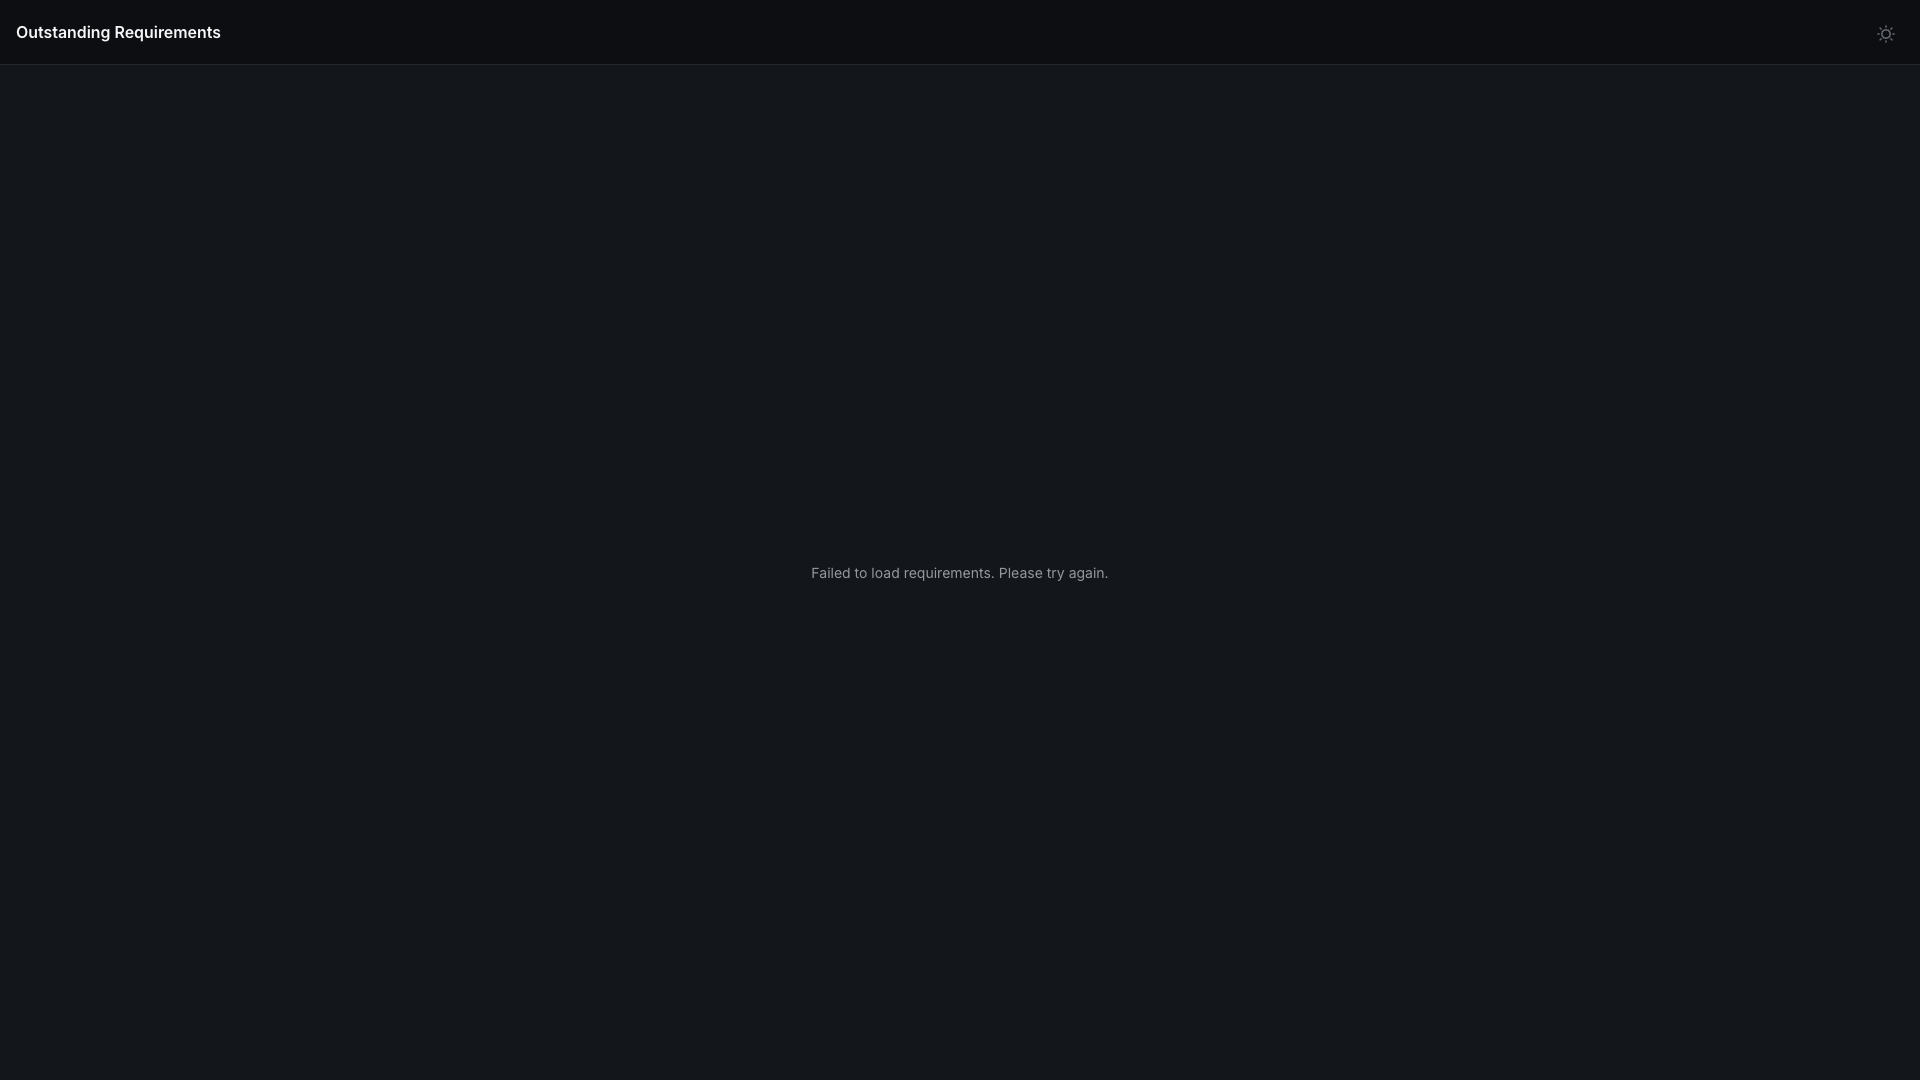 Outstanding Requirements
Failed to load requirements. Please try again.